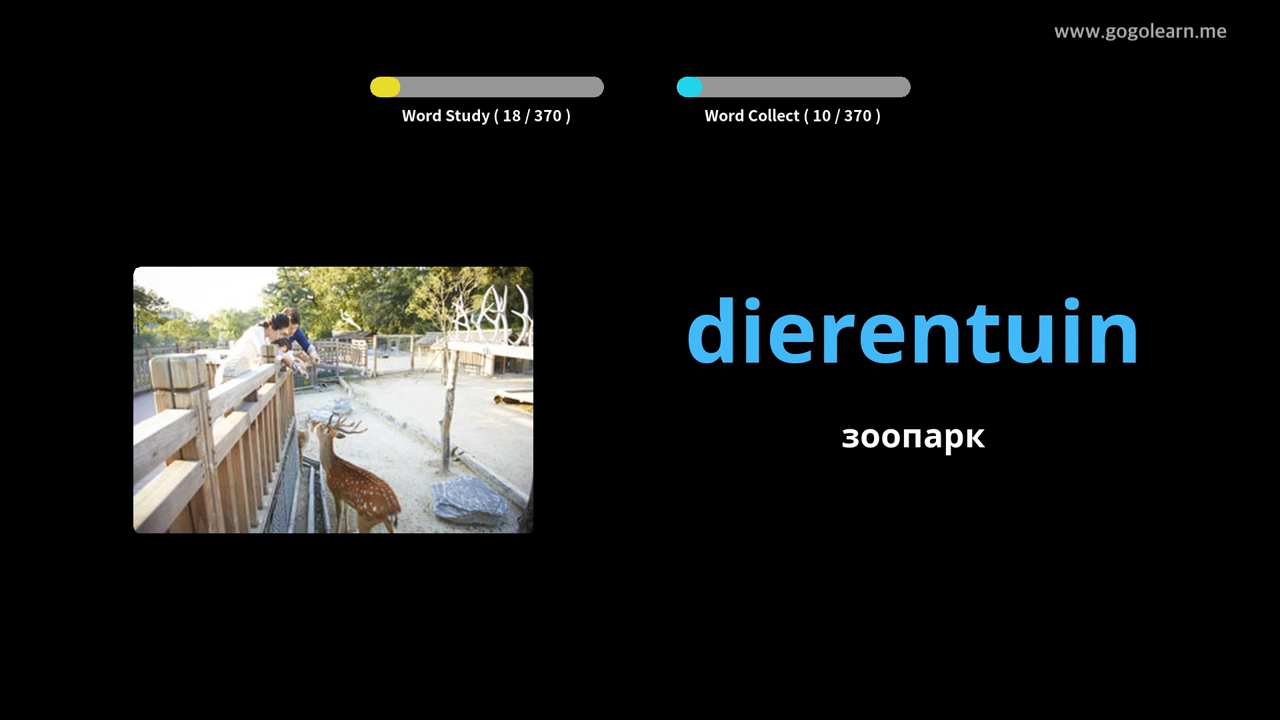 www.gogolearn.me
Word Study ( 18 / 370 )
Word Collect ( 10 / 370 )
dierentuin
зоопарк